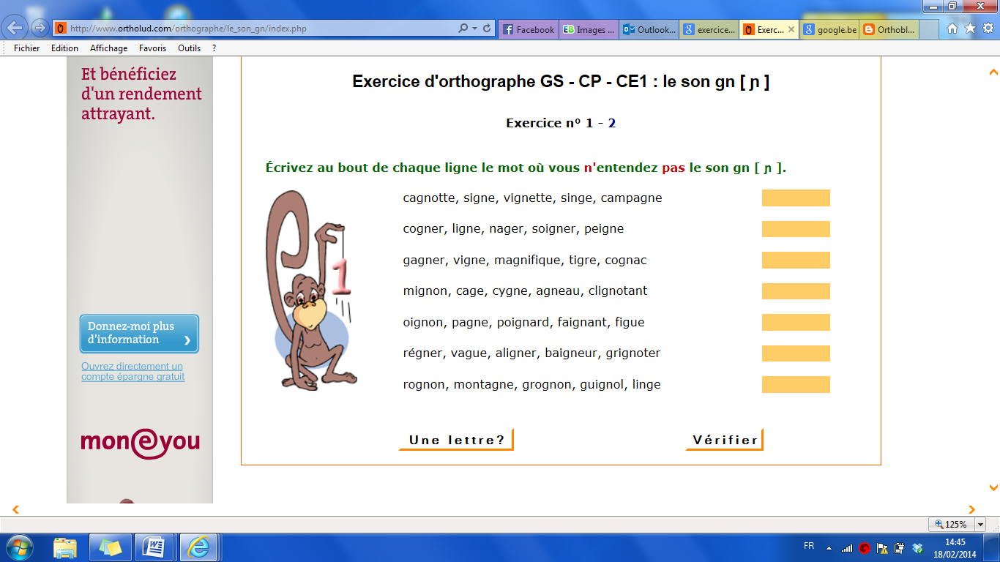 http://www.ortholud.com/orthographe/le_son_gn/index.php
Facebook
Images ...
Outlook...
exercice...
Exerc...
google.be
Orthobl...
Fichier Edition Affichage Favoris Outils ?
Et bénéficiez
d'un rendement
attrayant.
Donnez-moi plus
d'information
Ouvrez directement un
compte épargne gratuit
moneyou
Exercice d'orthographe GS - CP - CE1 : le son gn [ ɲ ]
Exercice nº 1 - 2
Écrivez au bout de chaque ligne le mot où vous n'entendez pas le son gn [ ɲ ].
1
cagnotte, signe, vignette, singe, campagne
cogner, ligne, nager, soigner, peigne
gagner, vigne, magnifique, tigre, cognac
mignon, cage, cygne, agneau, clignotant
oignon, pagne, poignard, faignant, figue
régner, vague, aligner, baigneur, grignoter
rognon, montagne, grognon, guignol, linge
Une lettre?
Vérifier
125%
FR
14:45
18/02/2014